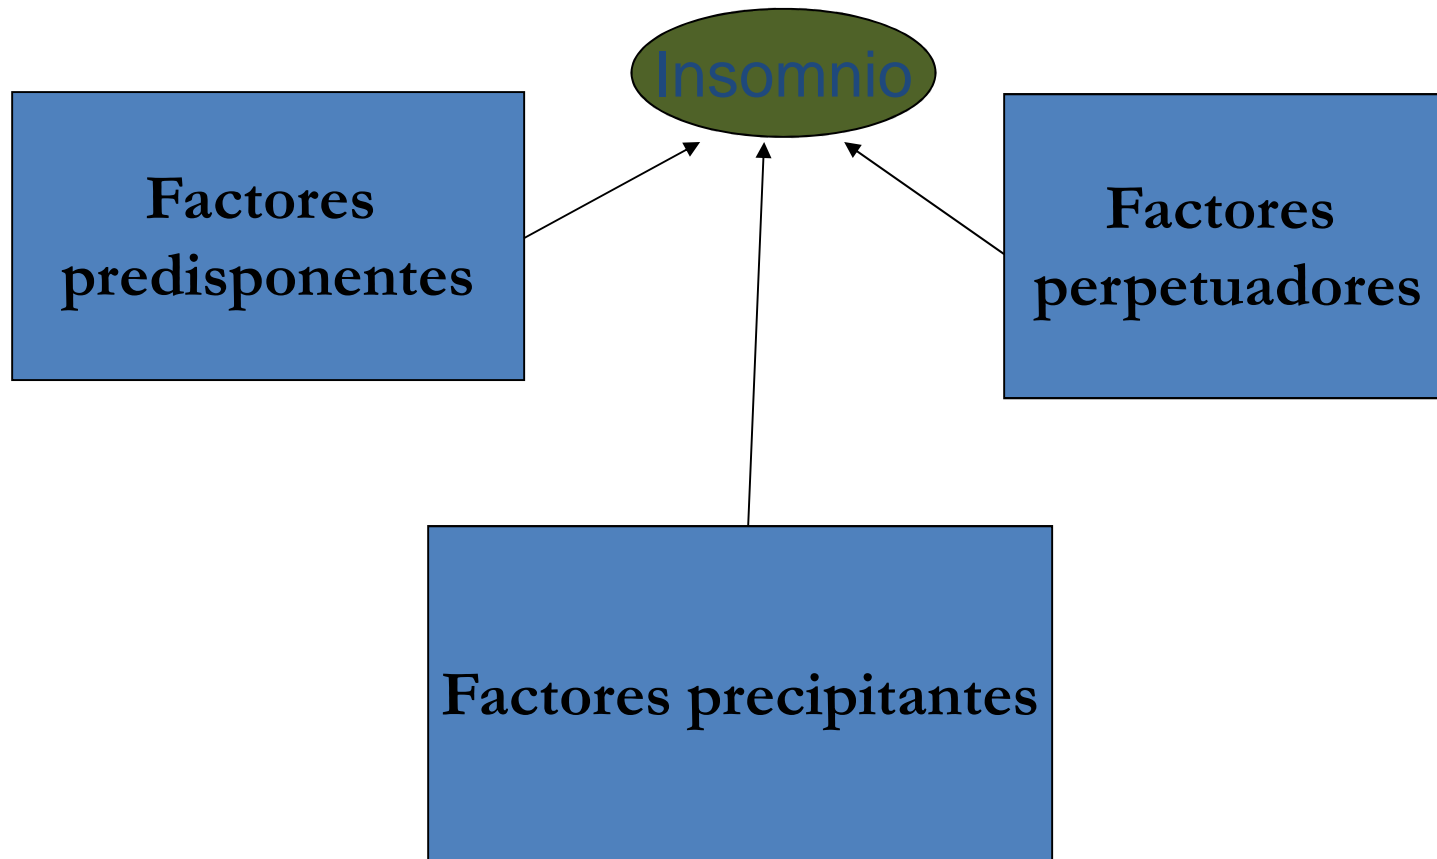 Insomnio
Factores
predisponentes
Factores
perpetuadores
Factores precipitantes